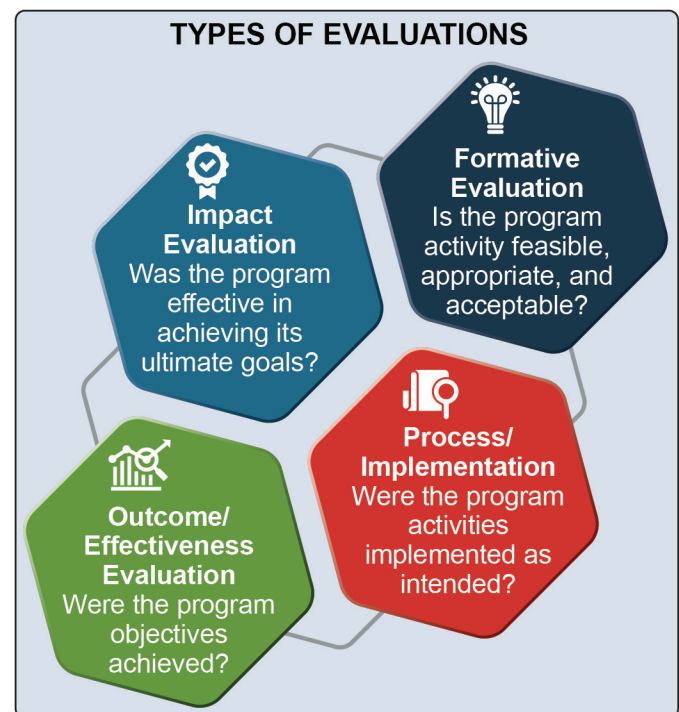 TYPES OF EVALUATIONS
Impact
Evaluation
Was the program
effective in
achieving its
ultimate goals?
Formative
Evaluation
Is the program
activity feasible,
appropriate, and
acceptable?
Process/
Implementation
Were the program
activities
implemented as
intended?
Outcome/
Effectiveness
Evaluation
Were the program
objectives
achieved?